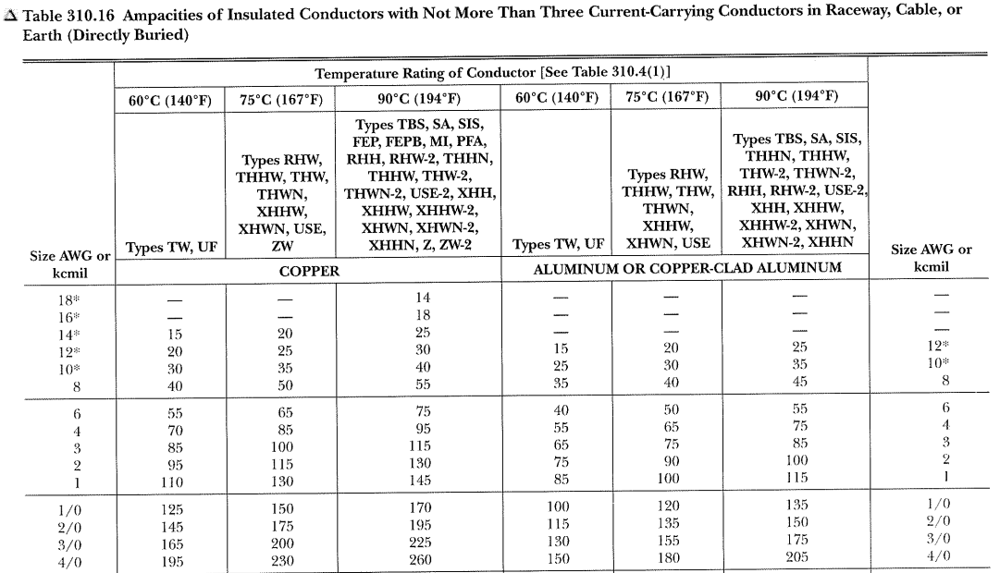 Δ Table 310.16 Ampacities of Insulated Conductors with Not More Than Three Current-Carrying Conductors in Raceway, Cable, or
Earth (Directly Buried)
Temperature Rating of Conductor [See Table 310.4(1)]
60°C (140°F) 75°C (167°F) 90°C (194°F) 60°C (140°F) 75°C (167°F) 90°C (194°F)
Size AWG or
kcmil
Types TW, UF
Types RHW,
THHW, THW,
THWN,
XHHW,
XHWN, USE,
ZW
Types TBS, SA, SIS,
FEP, FEPB, MI, PFA,
RHH, RHW-2, THHN,
THHW, THW-2,
THWN-2, USE-2, XHH,
XHHW, XHHW-2,
XHWN, XHWN-2,
XHHN, Z, ZW-2
Types TW, UF
Types RHW,
THHW, THW,
THWN,
XHHW,
XHWN, USE
Types TBS, SA, SIS,
THHN, THHW,
THW-2, THWN-2,
RHH, RHW-2, USE-2,
XHH, XHHW,
XHHW-2, XHWN,
XHWN-2, XHHN
Size AWG or
kcmil
COPPER ALUMINUM OR COPPER-CLAD ALUMINUM
18* — — 14 — — — —
16* — — 18 — — — —
14* 15 20 25 — — — —
12* 20 25 30 15 20 25 12*
10* 30 35 40 25 30 35 10*
8 40 50 55 35 40 45 8
6 55 65 75 40 50 55 6
4 70 85 95 55 65 75 4
3 85 100 115 65 75 85 3
2 95 115 130 75 90 100 2
1 110 130 145 85 100 115 1
1/0 125 150 170 100 120 135 1/0
2/0 145 175 195 115 135 150 2/0
3/0 165 200 225 130 155 175 3/0
4/0 195 230 260 150 180 205 4/0